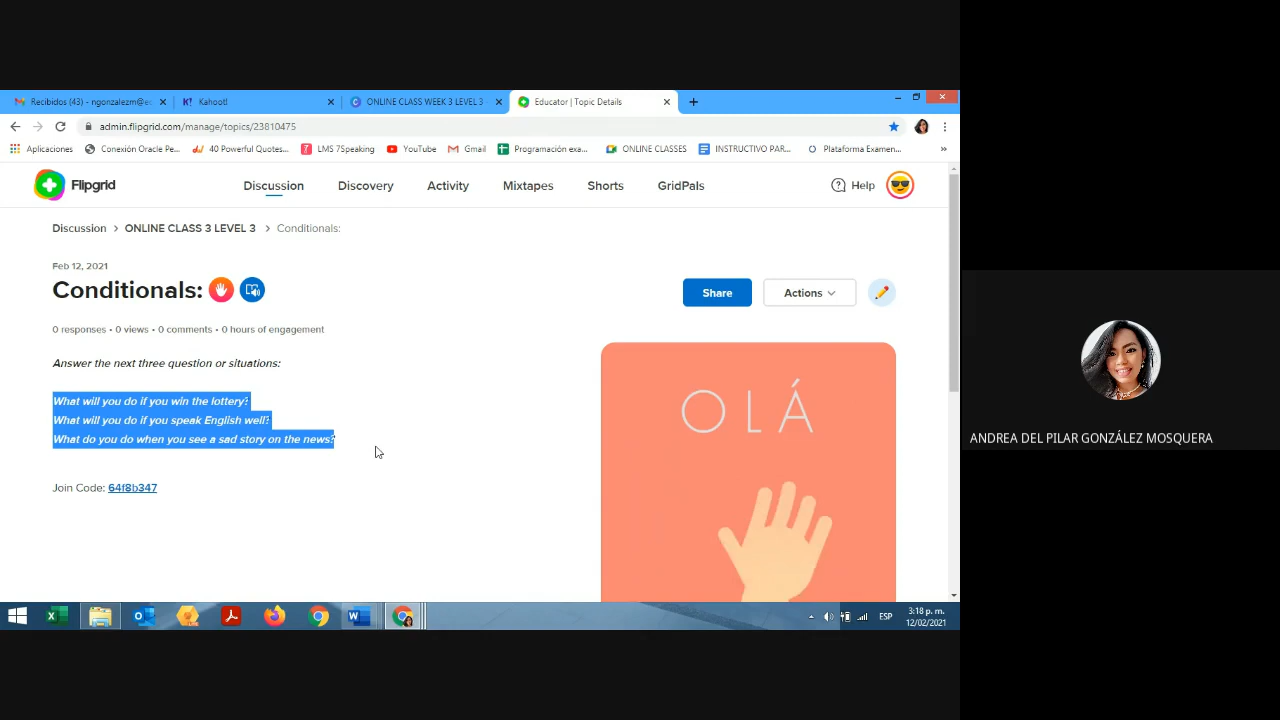 Recibidos (43) - ngonzalezm@ec
Kahoot!
ONLINE CLASS WEEK 3 LEVEL 3
Educator | Topic Details
admin.flipgrid.com/manage/topics/23810475
Aplicaciones
Conexión Oracle Pe...
40 Powerful Quotes...
LMS 7Speaking
YouTube
Gmail
Programación exa...
ONLINE CLASSES
INSTRUCTIVO PAR...
Plataforma Examen...
»
Flipgrid
Discussion
Discovery
Activity
Mixtapes
Shorts
GridPals
Help
Discussion > ONLINE CLASS 3 LEVEL 3 > Conditionals:
Feb 12, 2021
Conditionals:
Share
Actions
0 responses • 0 views • 0 comments • 0 hours of engagement
Answer the next three question or situations:
What will you do if you win the lottery?
What will you do if you speak English well?
What do you do when you see a sad story on the news?
Join Code: 64f8b347
OLÁ
ANDREA DEL PILAR GONZÁLEZ MOSQUERA
ESP
3:18 p. m.
12/02/2021